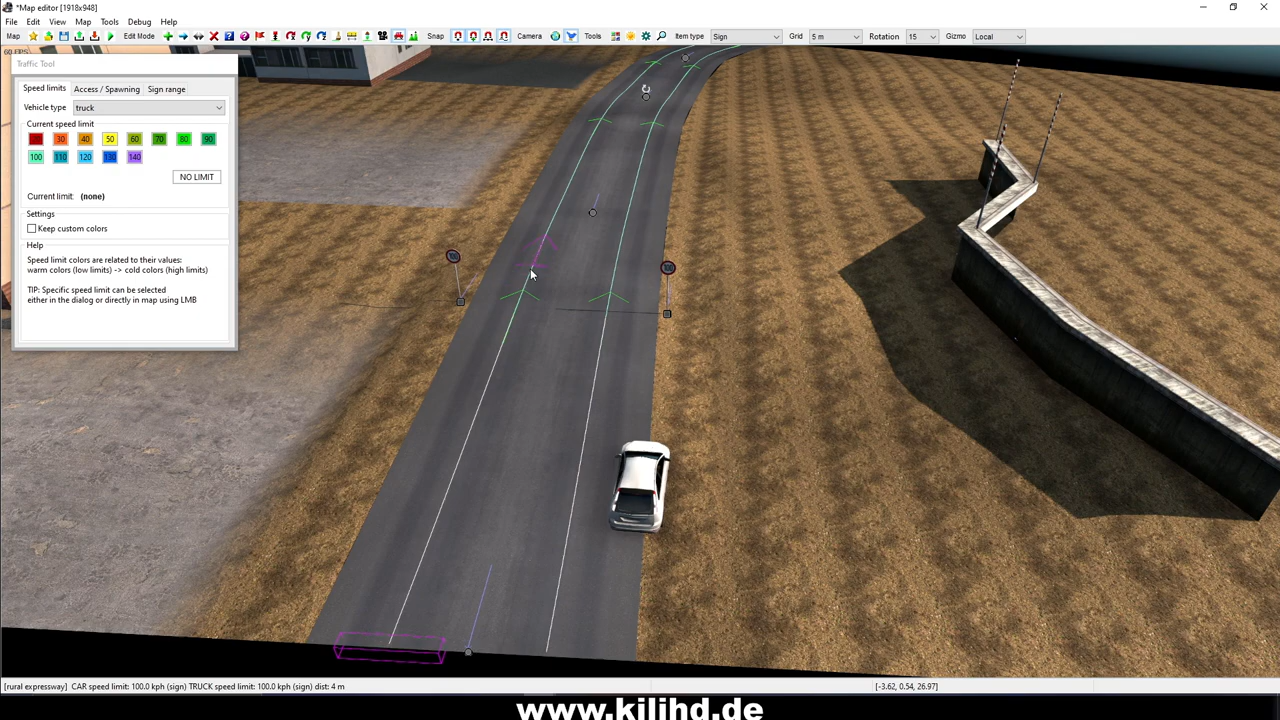 *Map editor [1918x948]
File Edit View Map Tools Debug Help
Map Edit Mode Snap Camera Tools Item type Sign Grid 5 m Rotation 15 Gizmo Local
60 FPS
Traffic Tool
Speed limits Access / Spawning Sign range
Vehicle type truck
Current speed limit
30 40 50 60 70 80 90
100 110 120 130 140
NO LIMIT
Current limit: (none)
Settings
Keep custom colors
Help
Speed limit colors are related to their values:
warm colors (low limits) -> cold colors (high limits)
TIP: Specific speed limit can be selected
either in the dialog or directly in map using LMB
[rural expressway] CAR speed limit: 100.0 kph (sign) TRUCK speed limit: 100.0 kph (sign) dist: 4 m
[-3.62, 0.54, 26.97]
www.kilihd.de